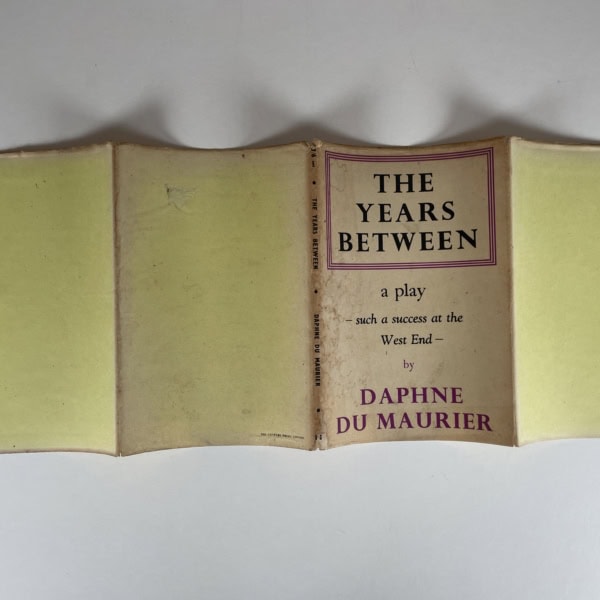 THE
YEARS
BETWEEN
a play
– such a success at the
West End –
by
DAPHNE
DU MAURIER
THE YEARS BETWEEN • DAPHNE DU MAURIER •